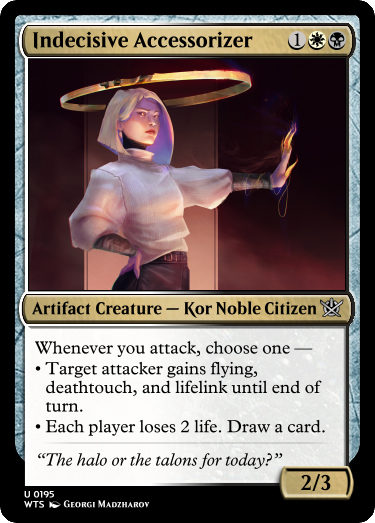 Indecisive Accessorizer 1
Artifact Creature — Kor Noble Citizen
Whenever you attack, choose one —
• Target attacker gains flying,
deathtouch, and lifelink until end of
turn.
• Each player loses 2 life. Draw a card.
“The halo or the talons for today?”
2/3
U 0195
WTS Georgi Madzharov